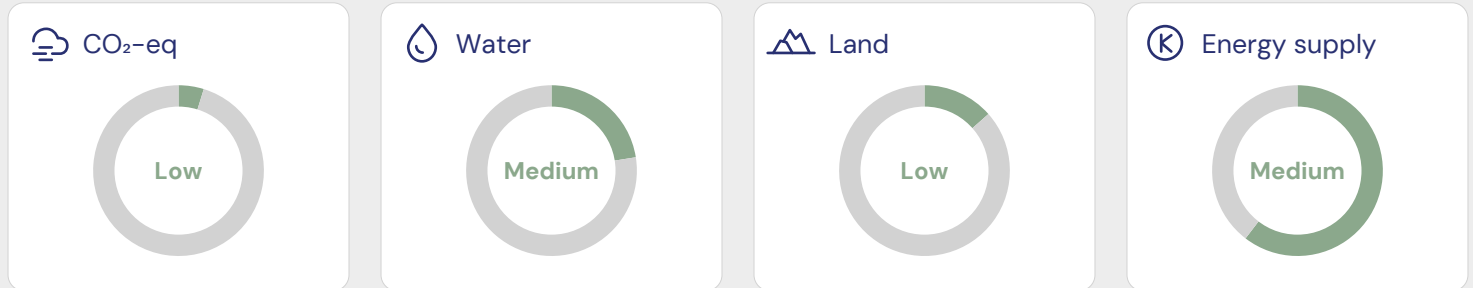 CO₂-eq
Low
Water
Medium
Land
Low
Energy supply
Medium